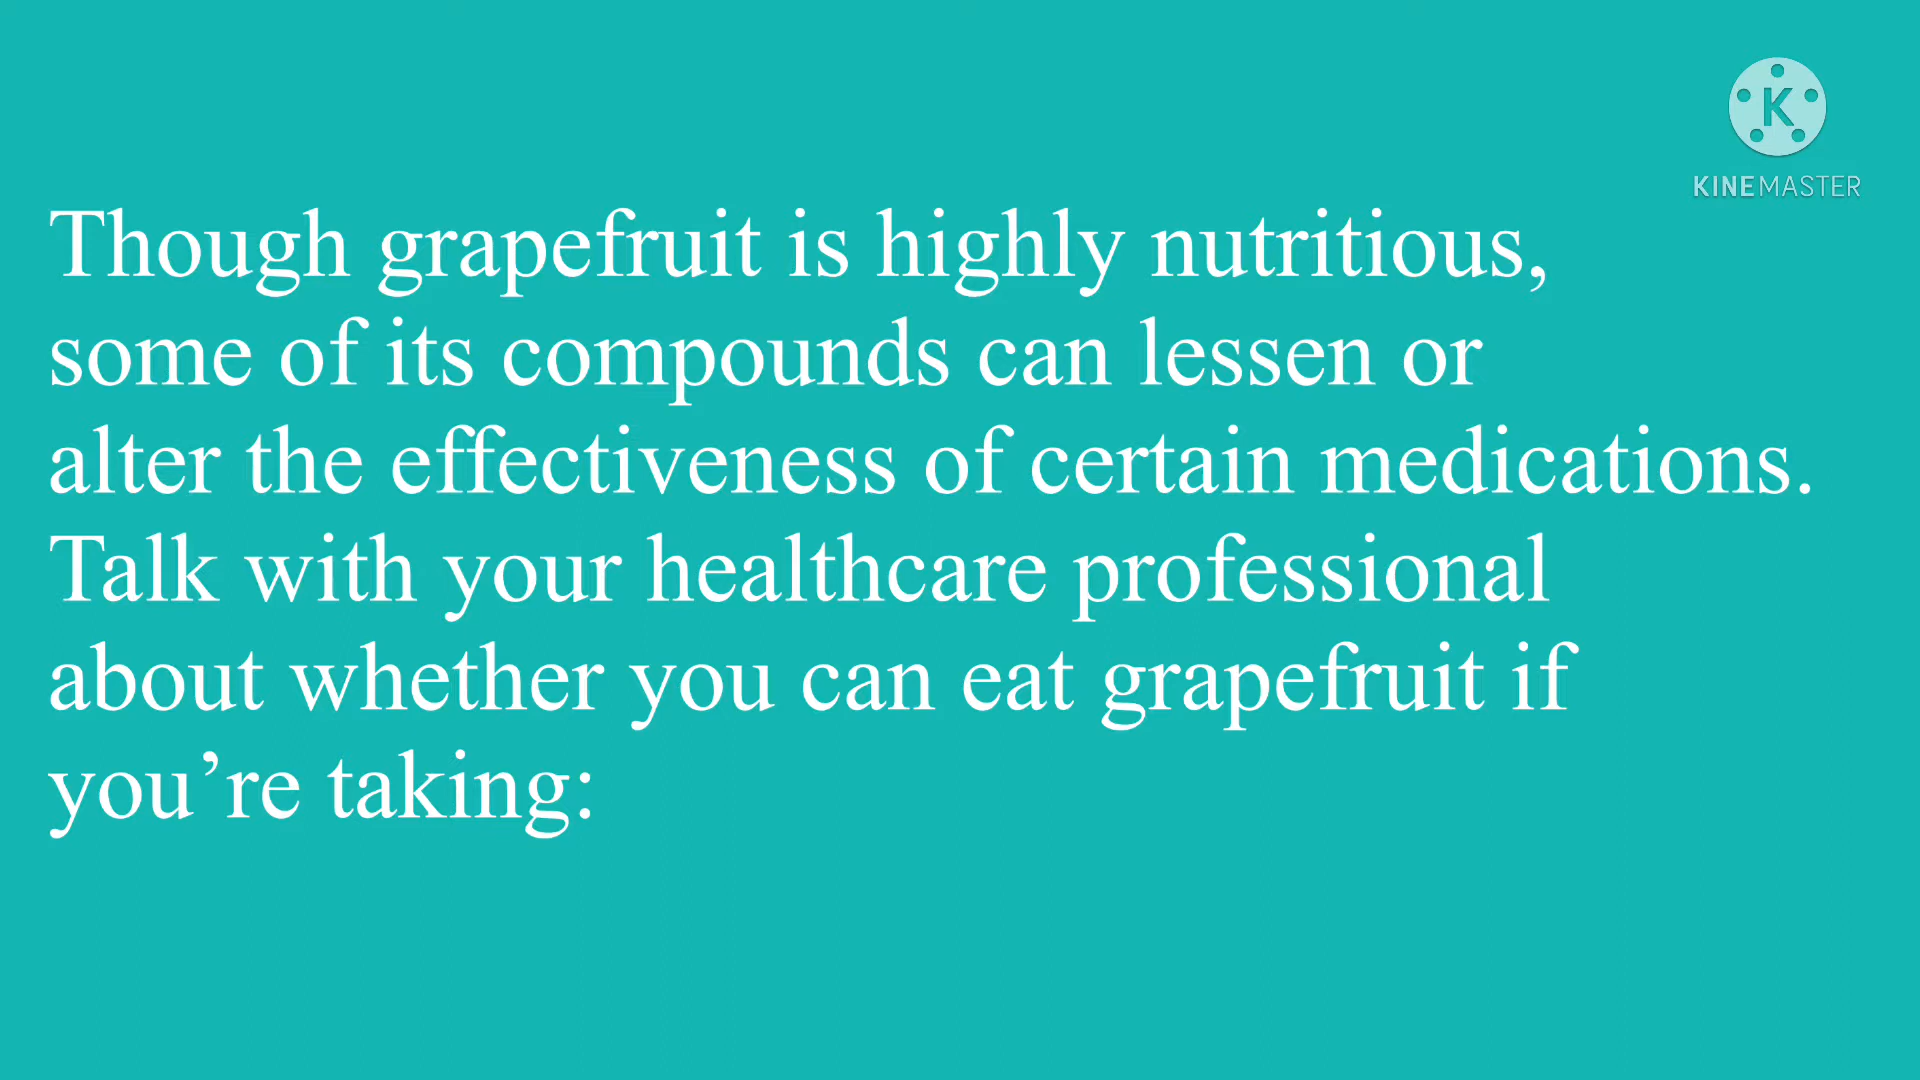 K
KINEMASTER
Though grapefruit is highly nutritious,
some of its compounds can lessen or
alter the effectiveness of certain medications.
Talk with your healthcare professional
about whether you can eat grapefruit if
you’re taking: